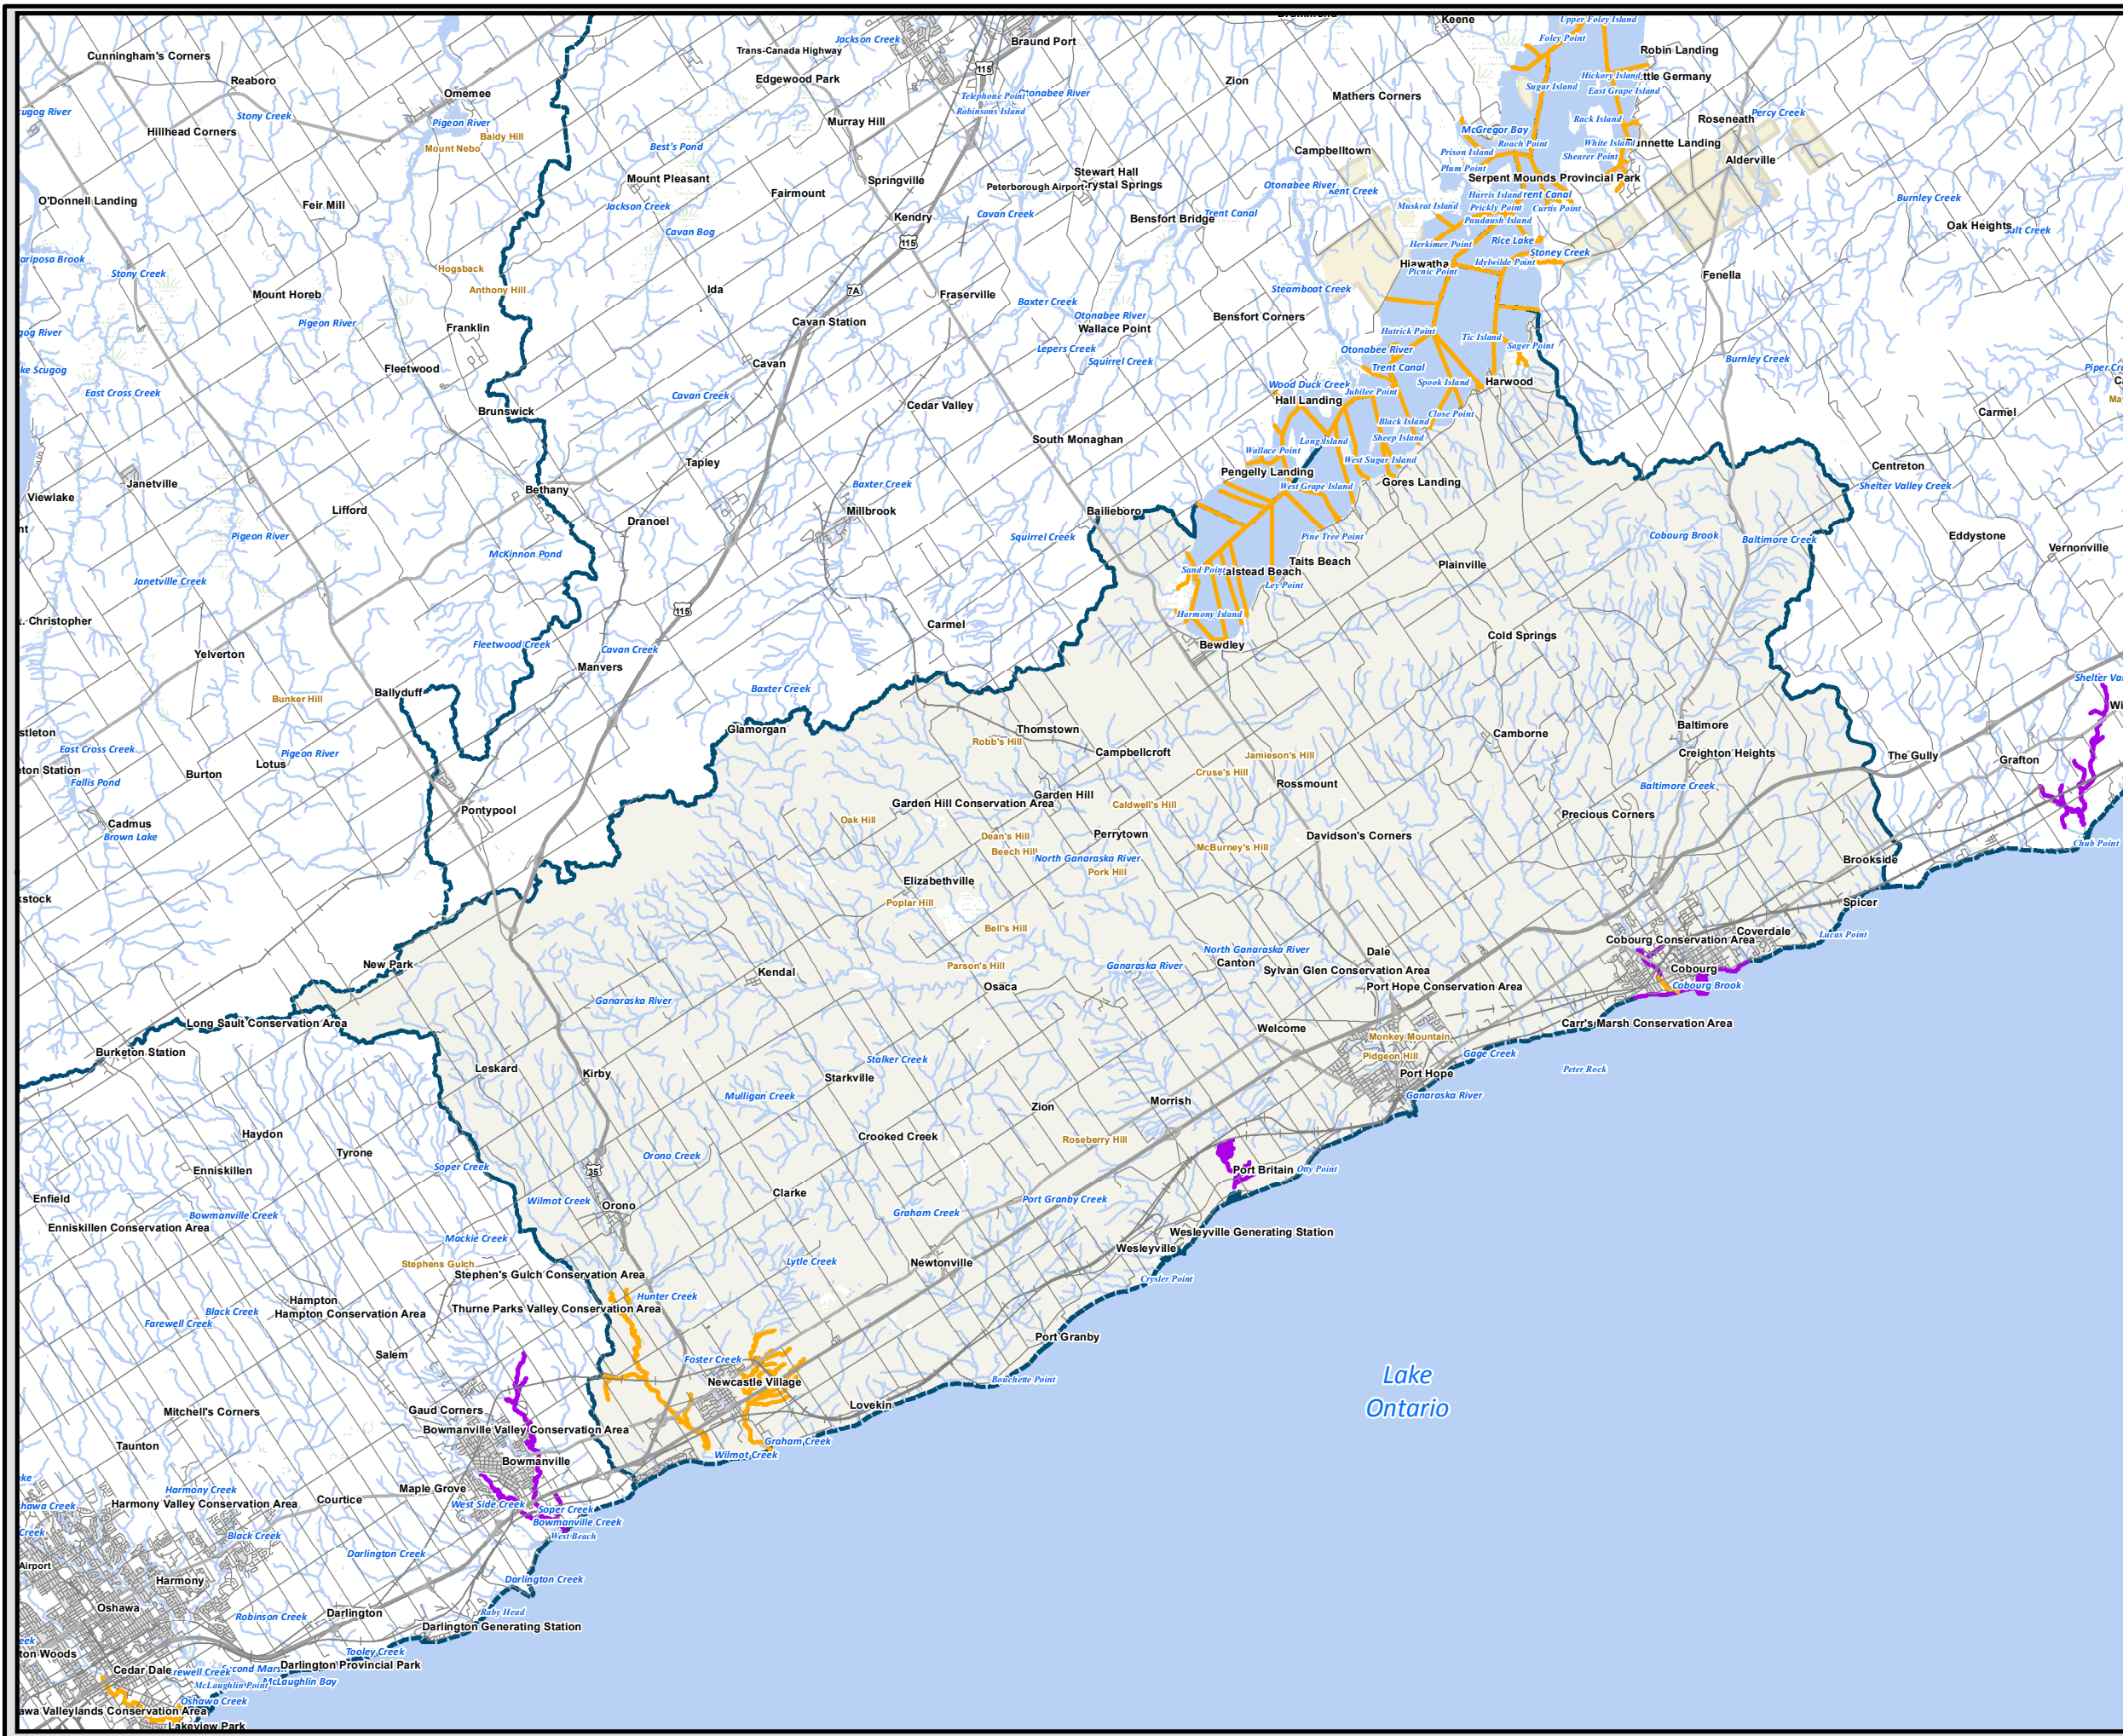 Upper Foley Island
Keene
Foley Point
Jackson Creek
Braund Port
Trans-Canada Highway
Robin Landing
Cunningham's Corners
115
Reaboro
Edgewood Park
Zion
Hickory Island
Sugar Island
East Grape Island
Omemee
Telephone Point
Mathers Corners
Robinsons Island
Stony Creek
Pigeon River
Murray Hill
Rack Island
Roseneath
Percy Creek
Hillhead Corners
Baldy Hill
McGregor Bay
Mount Nebo
Best's Pond
Campbelltown
Prison Island
Roach Point
White Island
Shearer Point
Alderville
Plum Point
Stewart Hall
Mount Pleasant
Springville
Peterborough Airport
Crystal Springs
Serpent Mounds Provincial Park
Fairmount
Otonabee River
Kent Creek
Harris Island
O'Donnell Landing
Feir Mill
Jackson Creek
Muskrat Island
Prickly Point
Curtis Point
Burnley Creek
Kendry
Cavan Creek
Bensfort Bridge
Trent Canal
Paudaush Island
Cavan Bog
Oak Heights
115
Herkimer Point
Rice Lake
Stoney Creek
Hiawatha
Idylwilde Point
Picnic Point
Stony Creek
Hogsback
Fenella
Mount Horeb
Anthony Hill
Ida
7A
Fraserville
Baxter Creek
Steamboat Creek
Otonabee River
Wallace Point
Bensfort Corners
Pigeon River
Franklin
Cavan Station
Hatrick Point
Tic Island
Sager Point
Lepers Creek
Squirrel Creek
Otonabee River
Burnley Creek
Fleetwood
Cavan
Trent Canal
East Cross Creek
Wood Duck Creek
Jubilee Point
Spook Island
Harwood
Cavan Creek
Cedar Valley
Hall Landing
Brunswick
Close Point
Carmel
Black Island
South Monaghan
Long Island
Sheep Island
Wallace Point
Tapley
West Sugar Island
Centreton
Janetville
Bethany
Baxter Creek
Pengelly Landing
Gores Landing
West Grape Island
Shelter Valley Creek
Viewlake
Lifford
Dranoel
Millbrook
Bailieboro
Pigeon River
Squirrel Creek
Pine Tree Point
Cobourg Brook
Baltimore Creek
Eddystone
McKinnon Pond
Vernonville
Janetville Creek
Sand Point
Taits Beach
Plainville
Ley Point
Harmony Island
Carmel
Cold Springs
Yelverton
Fleetwood Creek
Cavan Creek
Bewdley
Manvers
Ballyduff
Baxter Creek
Bunker Hill
Glamorgan
Thomstown
Baltimore
Robb's Hill
Camborne
East Cross Creek
Pigeon River
Campbellcroft
Jamieson's Hill
Creighton Heights
The Gully
Burton
Lotus
Cruse's Hill
Rossmount
Grafton
Fallis Pond
Garden Hill
Baltimore Creek
Pontypool
Garden Hill Conservation Area
Caldwell's Hill
Cadmus
Oak Hill
Precious Corners
Brown Lake
Dean's Hill
Perrytown
Davidson's Corners
Beech Hill
North Ganaraska River
McBurney's Hill
Chub Point
Pork Hill
Brookside
Elizabethville
Poplar Hill
Spicer
Bell's Hill
Coverdale
Lucas Point
Cobourg Conservation Area
North Ganaraska River
Dale
New Park
Kendal
Parson's Hill
Ganaraska River
Canton
Sylvan Glen Conservation Area
Cobourg
Osaca
Port Hope Conservation Area
Cobourg Brook
Ganaraska River
Long Sault Conservation Area
Welcome
Carr's Marsh Conservation Area
Monkey Mountain
Burketon Station
Pidgeon Hill
Gage Creek
Leskard
Kirby
Stalker Creek
Starkville
Port Hope
Peter Rock
Mulligan Creek
Zion
Morrish
Ganaraska River
Haydon
Crooked Creek
Roseberry Hill
Tyrone
Orono Creek
Soper Creek
35
Enniskillen
Port Britain
Otty Point
Enfield
Wilmot Creek
Orono
Clarke
Port Granby Creek
Bowmanville Creek
Graham Creek
Enniskillen Conservation Area
Mackie Creek
Wesleyville Generating Station
Wesleyville
Stephens Gulch
Lytle Creek
Newtonville
Stephen's Gulch Conservation Area
Crysler Point
Hunter Creek
Hampton
Thurne Parks Valley Conservation Area
Black Creek
Hampton Conservation Area
Farewell Creek
Port Granby
Salem
Foster Creek
Lake
Ontario
Newcastle Village
Bouchette Point
Mitchell's Corners
Gaud Corners
Lovekin
Bowmanville Valley Conservation Area
Taunton
Graham Creek
Wilmot Creek
Bowmanville
Harmony Creek
Maple Grove
Courtice
Harmony Valley Conservation Area
West Side Creek
Soper Creek
Bowmanville Creek
Black Creek
West Beach
Darlington Creek
Airport
Harmony
Darlington Creek
Oshawa
Robinson Creek
Darlington
Raby Head
Darlington Generating Station
Tooley Creek
Cedar Dale
Darlington Provincial Park
McLaughlin Point
McLaughlin Bay
Oshawa Creek
Lakeview Park